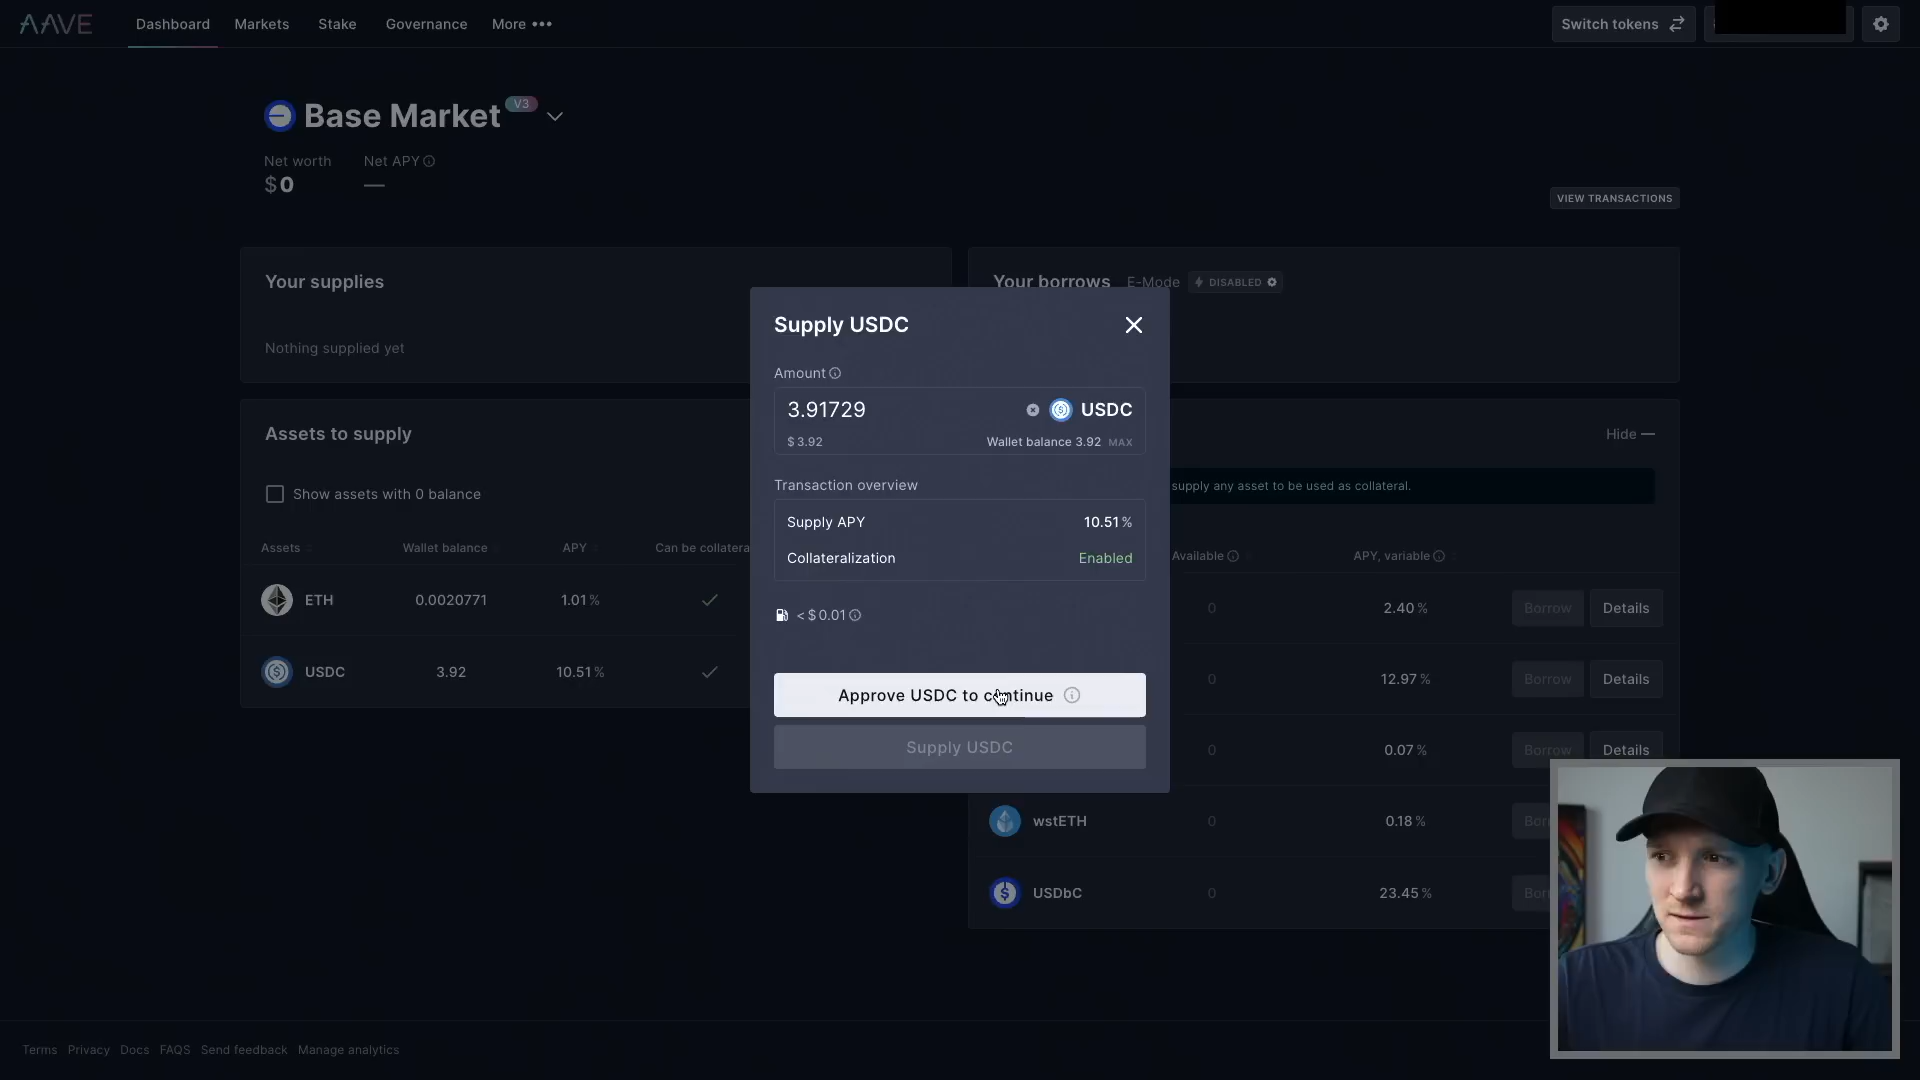 AAVE Dashboard Markets Stake Governance More ••• Switch tokens
Base Market V3
Net worth Net APY
$0 —
VIEW TRANSACTIONS
Your supplies
Nothing supplied yet
Your borrows E-Mode DISABLED
Assets to supply
Show assets with 0 balance
Assets Wallet balance APY Can be collatera
ETH 0.0020771 1.01%
USDC 3.92 10.51%
Supply USDC
Amount
3.91729 USDC
$3.92 Wallet balance 3.92 MAX
Transaction overview
Supply APY 10.51%
Collateralization Enabled
<$0.01
Approve USDC to continue
Supply USDC
Hide —
supply any asset to be used as collateral.
Available APY, variable
0 2.40% Borrow Details
0 12.97% Borrow Details
0 0.07% Borrow Details
wstETH 0 0.18% Borr
USDbC 0 23.45% Borr
Terms Privacy Docs FAQS Send feedback Manage analytics